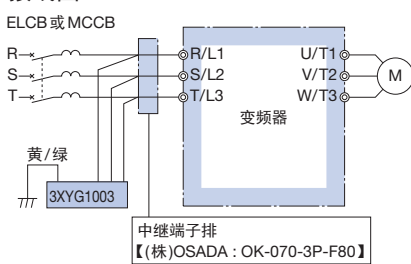 ELCB或MCCB
R
S
T
R/L1
S/L2
T/L3
U/T1
V/T2
W/T3
M
变频器
黄/绿
3XYG1003
中继端子排
【(株)OSADA : OK-070-3P-F80】